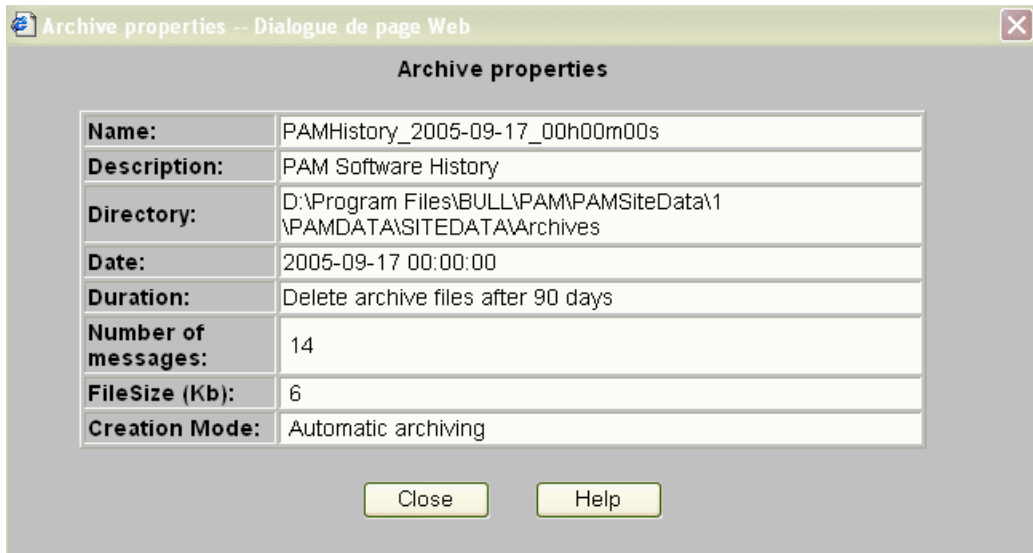 Archive properties -- Dialogue de page Web
Archive properties
Name: PAMHistory_2005-09-17_00h00m00s
Description: PAM Software History
Directory: D:\Program Files\BULL\PAM\PAMSiteData\1
\PAMDATA\SITEDATA\Archives
Date: 2005-09-17 00:00:00
Duration: Delete archive files after 90 days
Number of
messages: 14
FileSize (Kb): 6
Creation Mode: Automatic archiving
Close Help